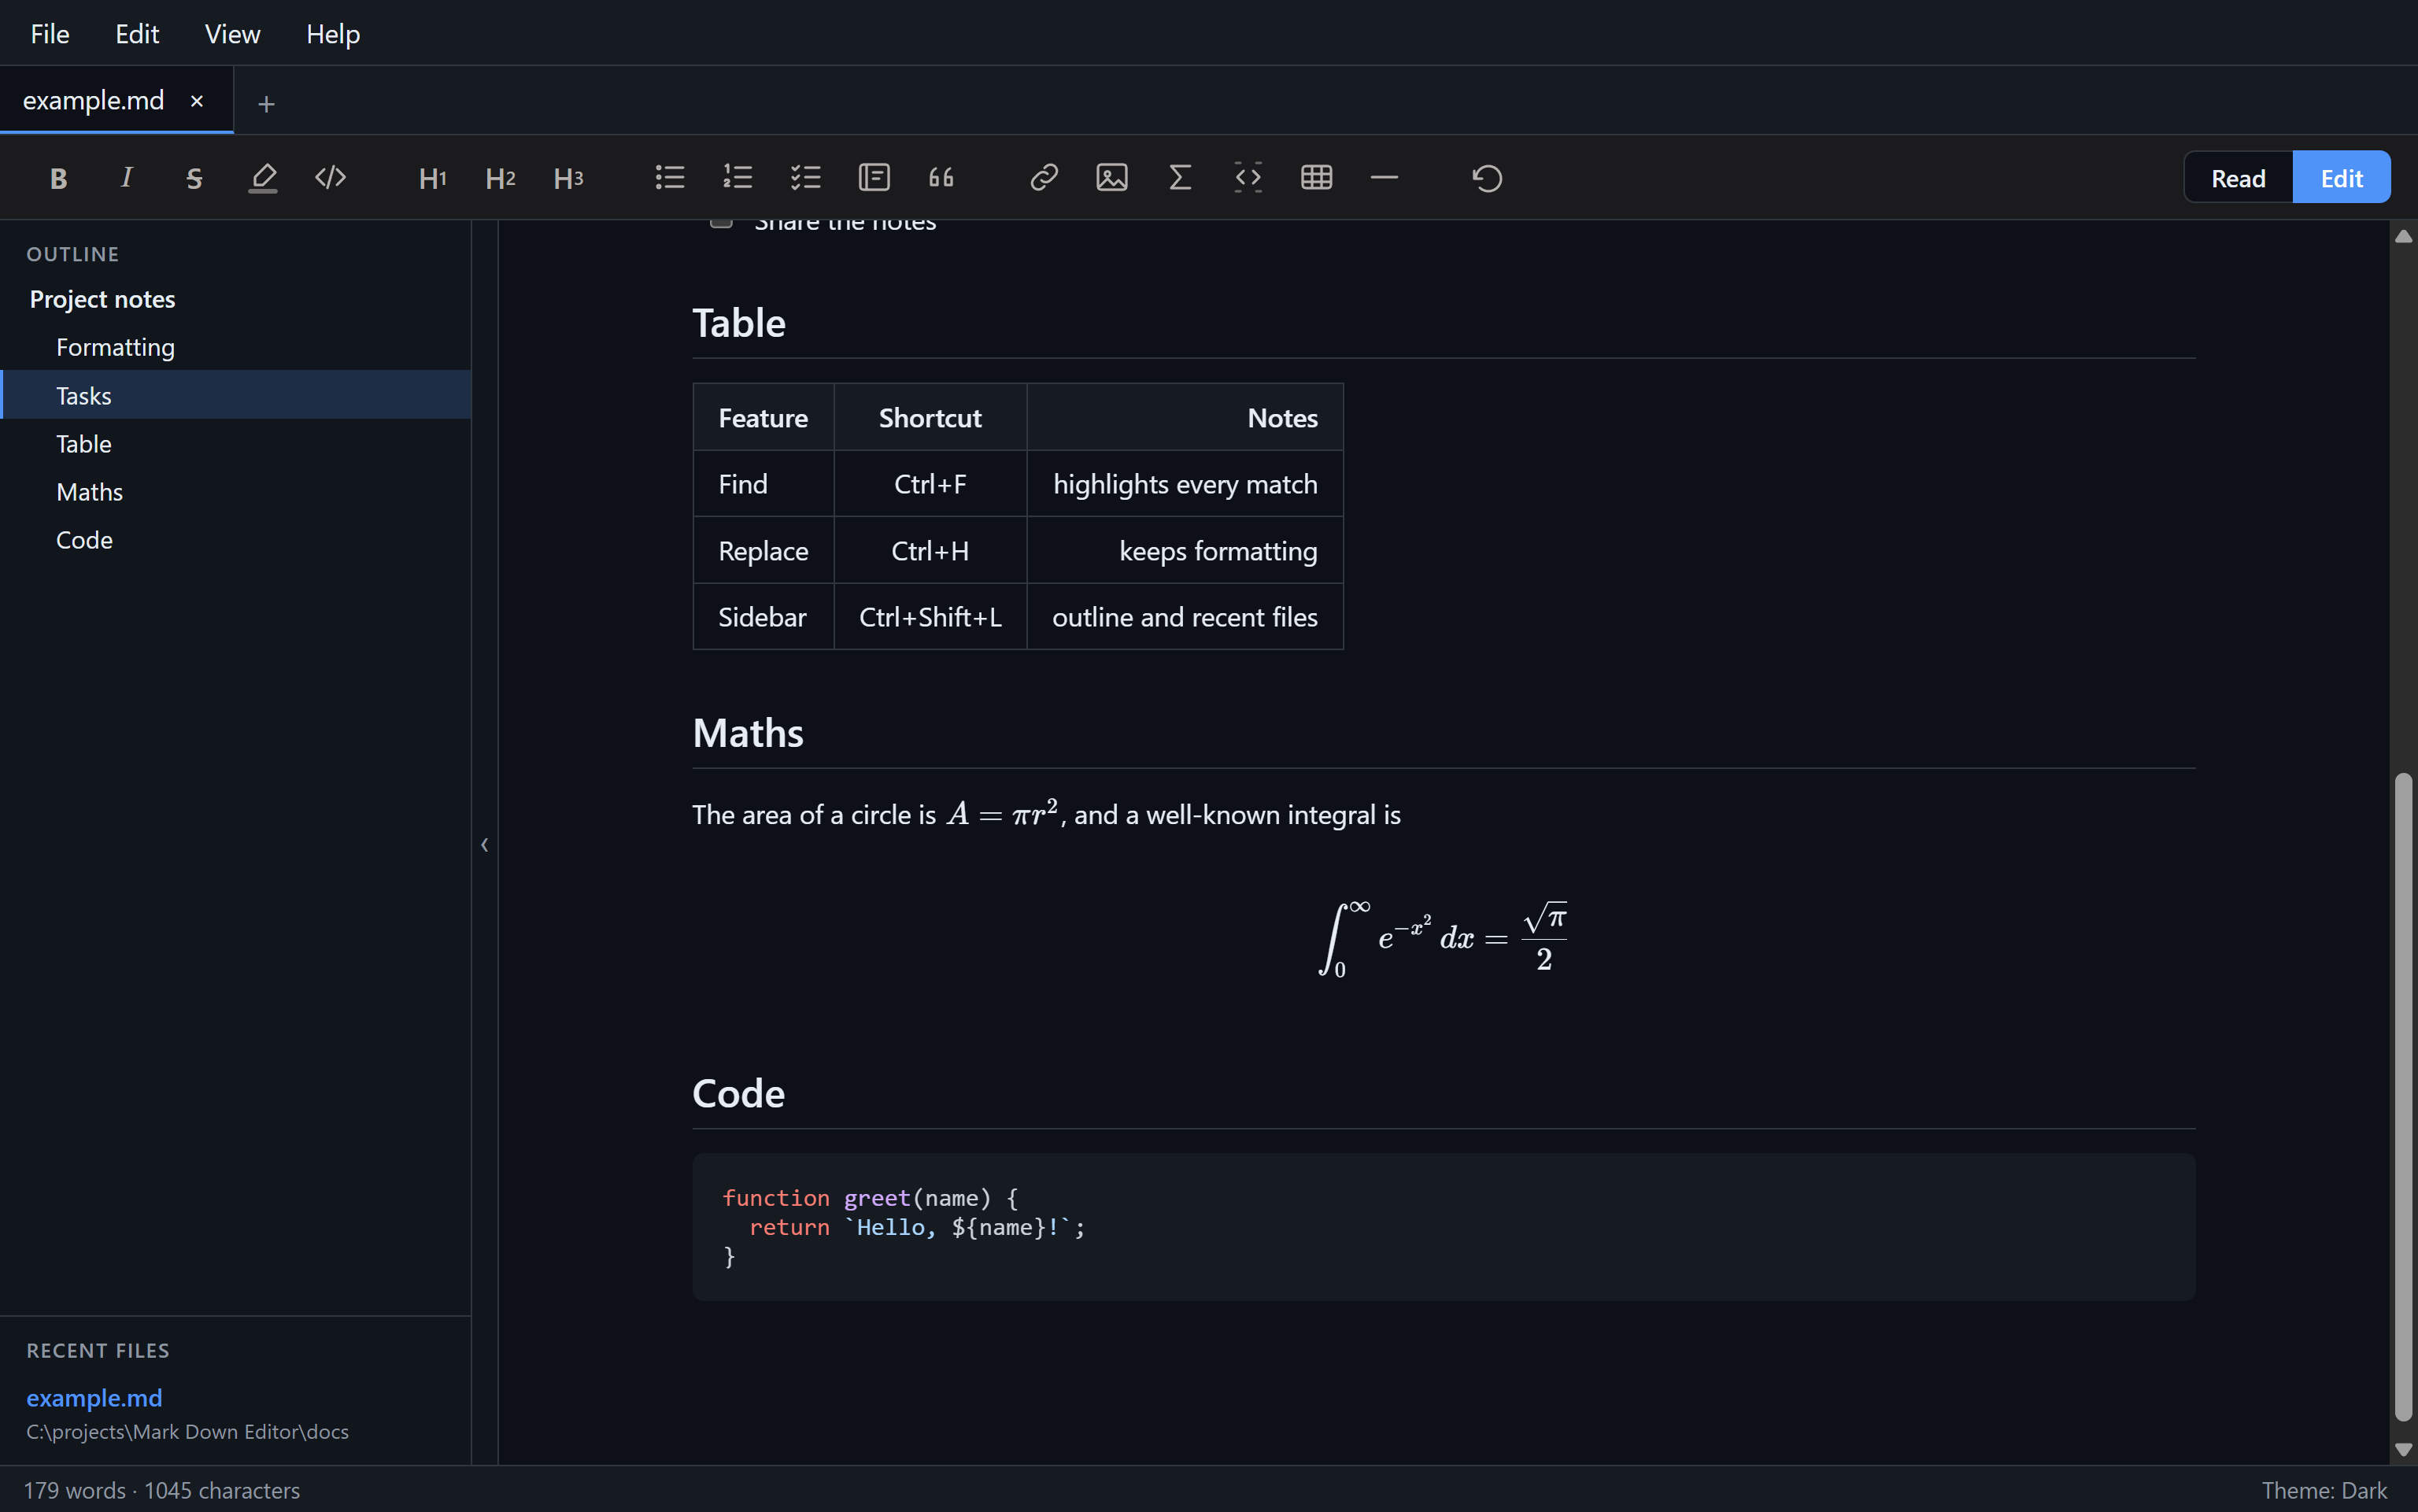 File Edit View Help
example.md × +
B I S </> H1 H2 H3 Read Edit
OUTLINE
Project notes
Formatting
Tasks
Table
Maths
Code
RECENT FILES
example.md
C:\projects\Mark Down Editor\docs
Share the notes
Table
Feature Shortcut Notes
Find Ctrl+F highlights every match
Replace Ctrl+H keeps formatting
Sidebar Ctrl+Shift+L outline and recent files
Maths
The area of a circle is A = πr², and a well-known integral is
∫₀^∞ e^{-x²} dx = √π / 2
Code
function greet(name) {
  return `Hello, ${name}!`;
}
179 words · 1045 characters
Theme: Dark